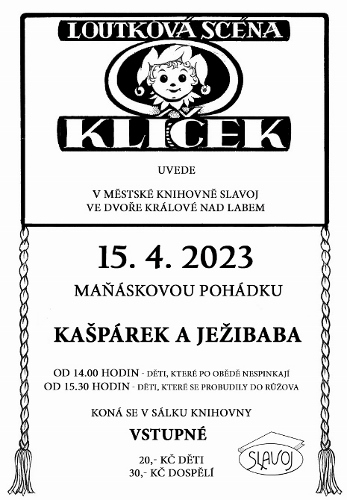 LOUTKOVÁ SCÉNA
KLÍČEK
UVEDE
V MĚSTSKÉ KNIHOVNĚ SLAVOJ
VE DVOŘE KRÁLOVÉ NAD LABEM
15. 4. 2023
MAŇÁSKOVOU POHÁDKU
KAŠPÁREK A JEŽIBABA
OD 14.00 HODIN - DĚTI, KTERÉ PO OBĚDĚ NESPINKAJÍ
OD 15.30 HODIN - DĚTI, KTERÉ SE PROBUDILY DO RŮŽOVA
KONÁ SE V SÁLKU KNIHOVNY
VSTUPNÉ
20,- KČ DĚTI
30,- KČ DOSPĚLÍ
SLAVOJ